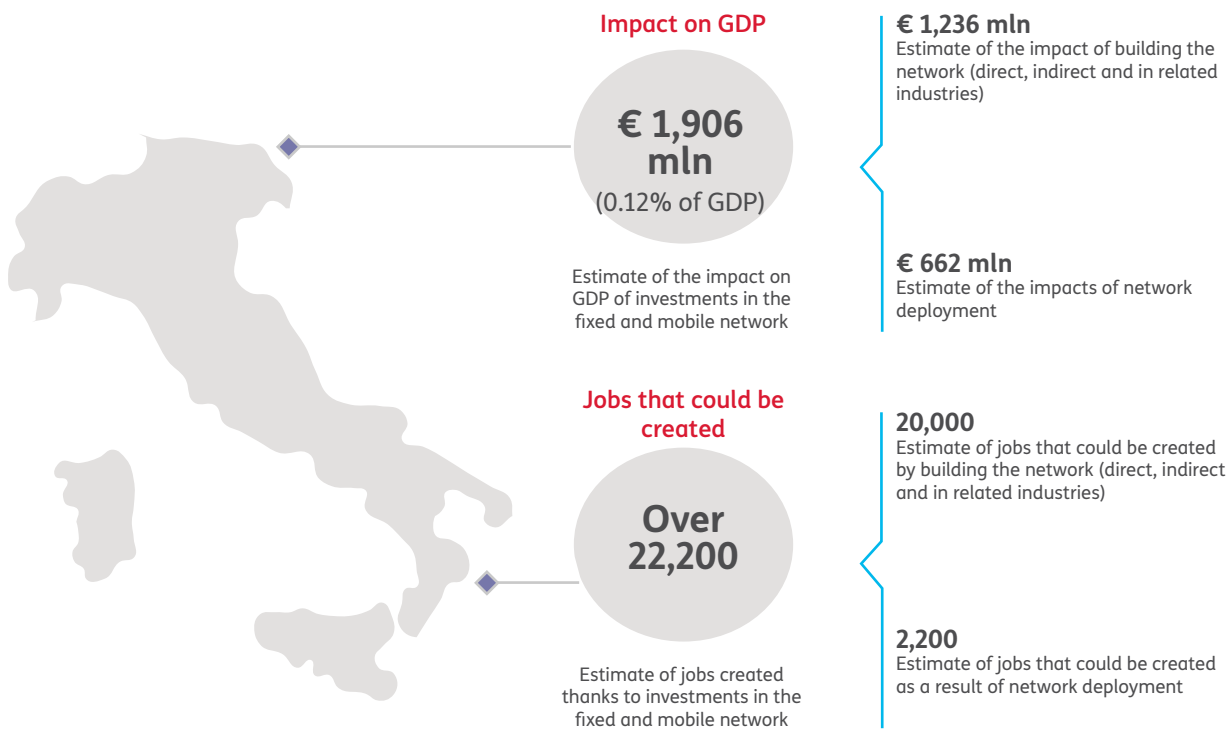 Impact on GDP
€ 1,906
mln
(0.12% of GDP)
Estimate of the impact on
GDP of investments in the
fixed and mobile network
€ 1,236 mln
Estimate of the impact of building the
network (direct, indirect and in related
industries)
€ 662 mln
Estimate of the impacts of network
deployment
Jobs that could be
created
Over
22,200
Estimate of jobs created
thanks to investments in the
fixed and mobile network
20,000
Estimate of jobs that could be created
by building the network (direct, indirect
and in related industries)
2,200
Estimate of jobs that could be created
as a result of network deployment